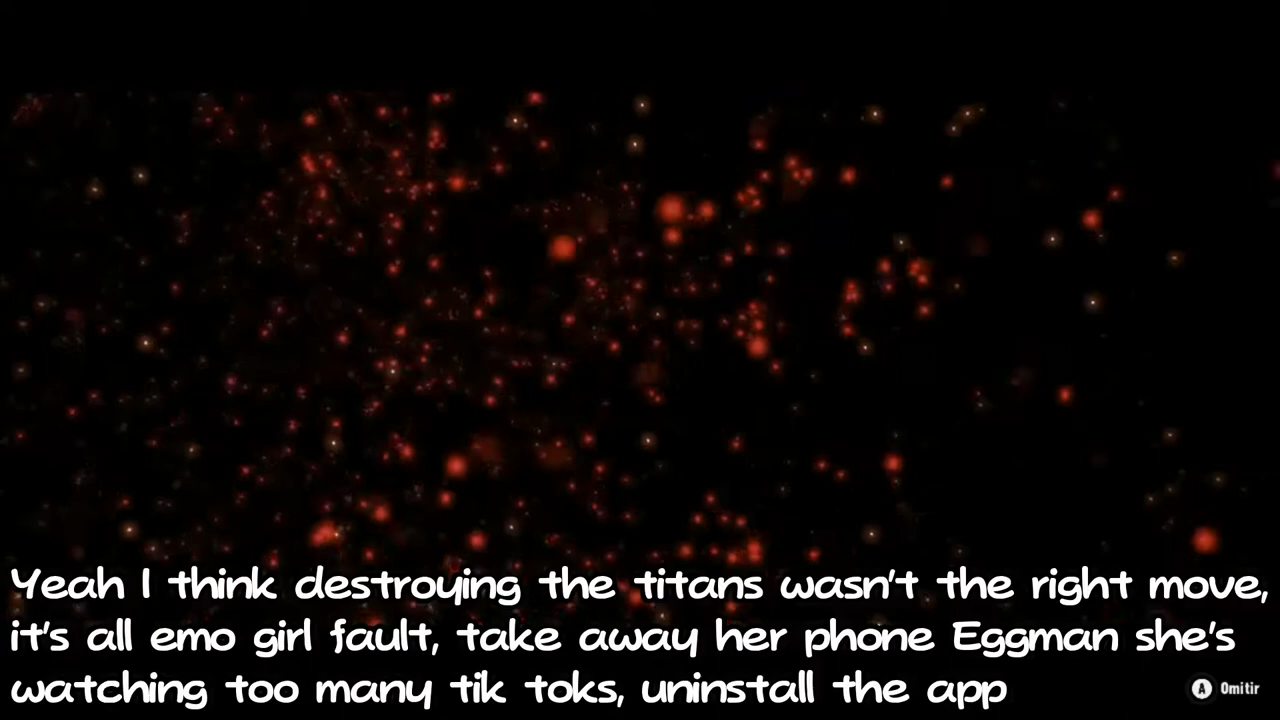 Yeah I think destroying the titans wasn't the right move,
it's all emo girl fault, take away her phone Eggman she's
watching too many tik toks, uninstall the app
A Omitir